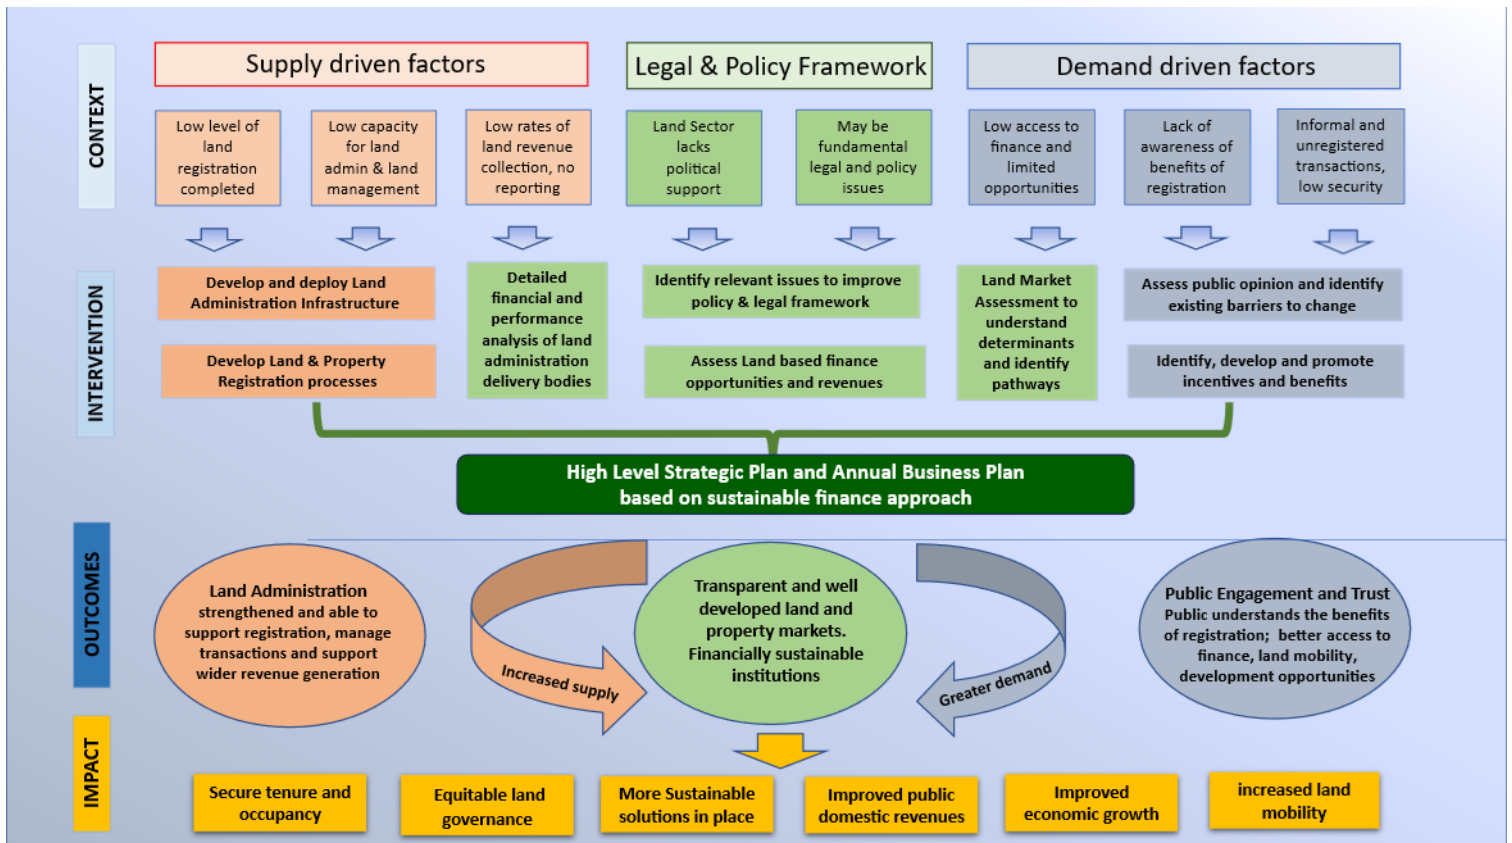 CONTEXT
Supply driven factors
Legal & Policy Framework
Demand driven factors
Low level of
land
registration
completed
Low capacity
for land
admin & land
management
Low rates of
land revenue
collection, no
reporting
Land Sector
lacks
political
support
May be
fundamental
legal and policy
issues
Low access to
finance and
limited
opportunities
Lack of
awareness of
benefits of
registration
Informal and
unregistered
transactions,
low security
INTERVENTION
Develop and deploy Land
Administration Infrastructure
Develop Land & Property
Registration processes
Detailed
financial and
performance
analysis of land
administration
delivery bodies
Identify relevant issues to improve
policy & legal framework
Assess Land based finance
opportunities and revenues
Land Market
Assessment to
understand
determinants
and identify
pathways
Assess public opinion and identify
existing barriers to change
Identify, develop and promote
incentives and benefits
High Level Strategic Plan and Annual Business Plan
based on sustainable finance approach
OUTCOMES
Land Administration
strengthened and able to
support registration, manage
transactions and support
wider revenue generation
Increased supply
Transparent and well
developed land and
property markets.
Financially sustainable
institutions
Greater demand
Public Engagement and Trust
Public understands the benefits
of registration; better access to
finance, land mobility,
development opportunities
IMPACT
Secure tenure and
occupancy
Equitable land
governance
More Sustainable
solutions in place
Improved public
domestic revenues
Improved
economic growth
increased land
mobility